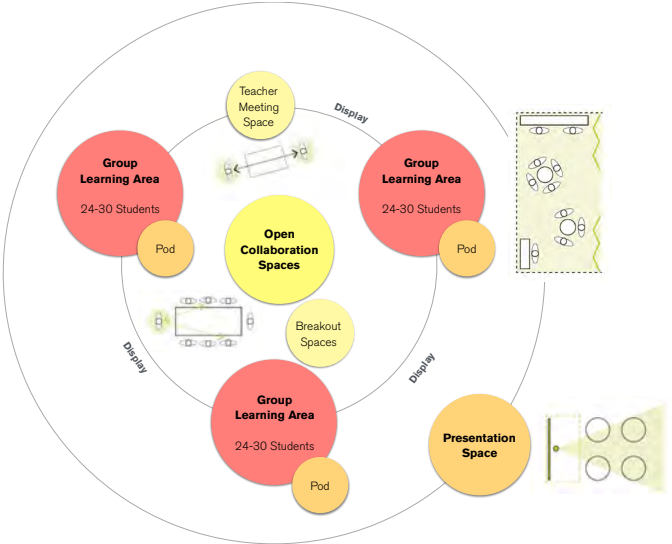 Teacher
Meeting
Space
Display
Group
Learning Area
24-30 Students
Pod
Group
Learning Area
24-30 Students
Pod
Open
Collaboration
Spaces
Breakout
Spaces
Display
Display
Group
Learning Area
24-30 Students
Pod
Presentation
Space